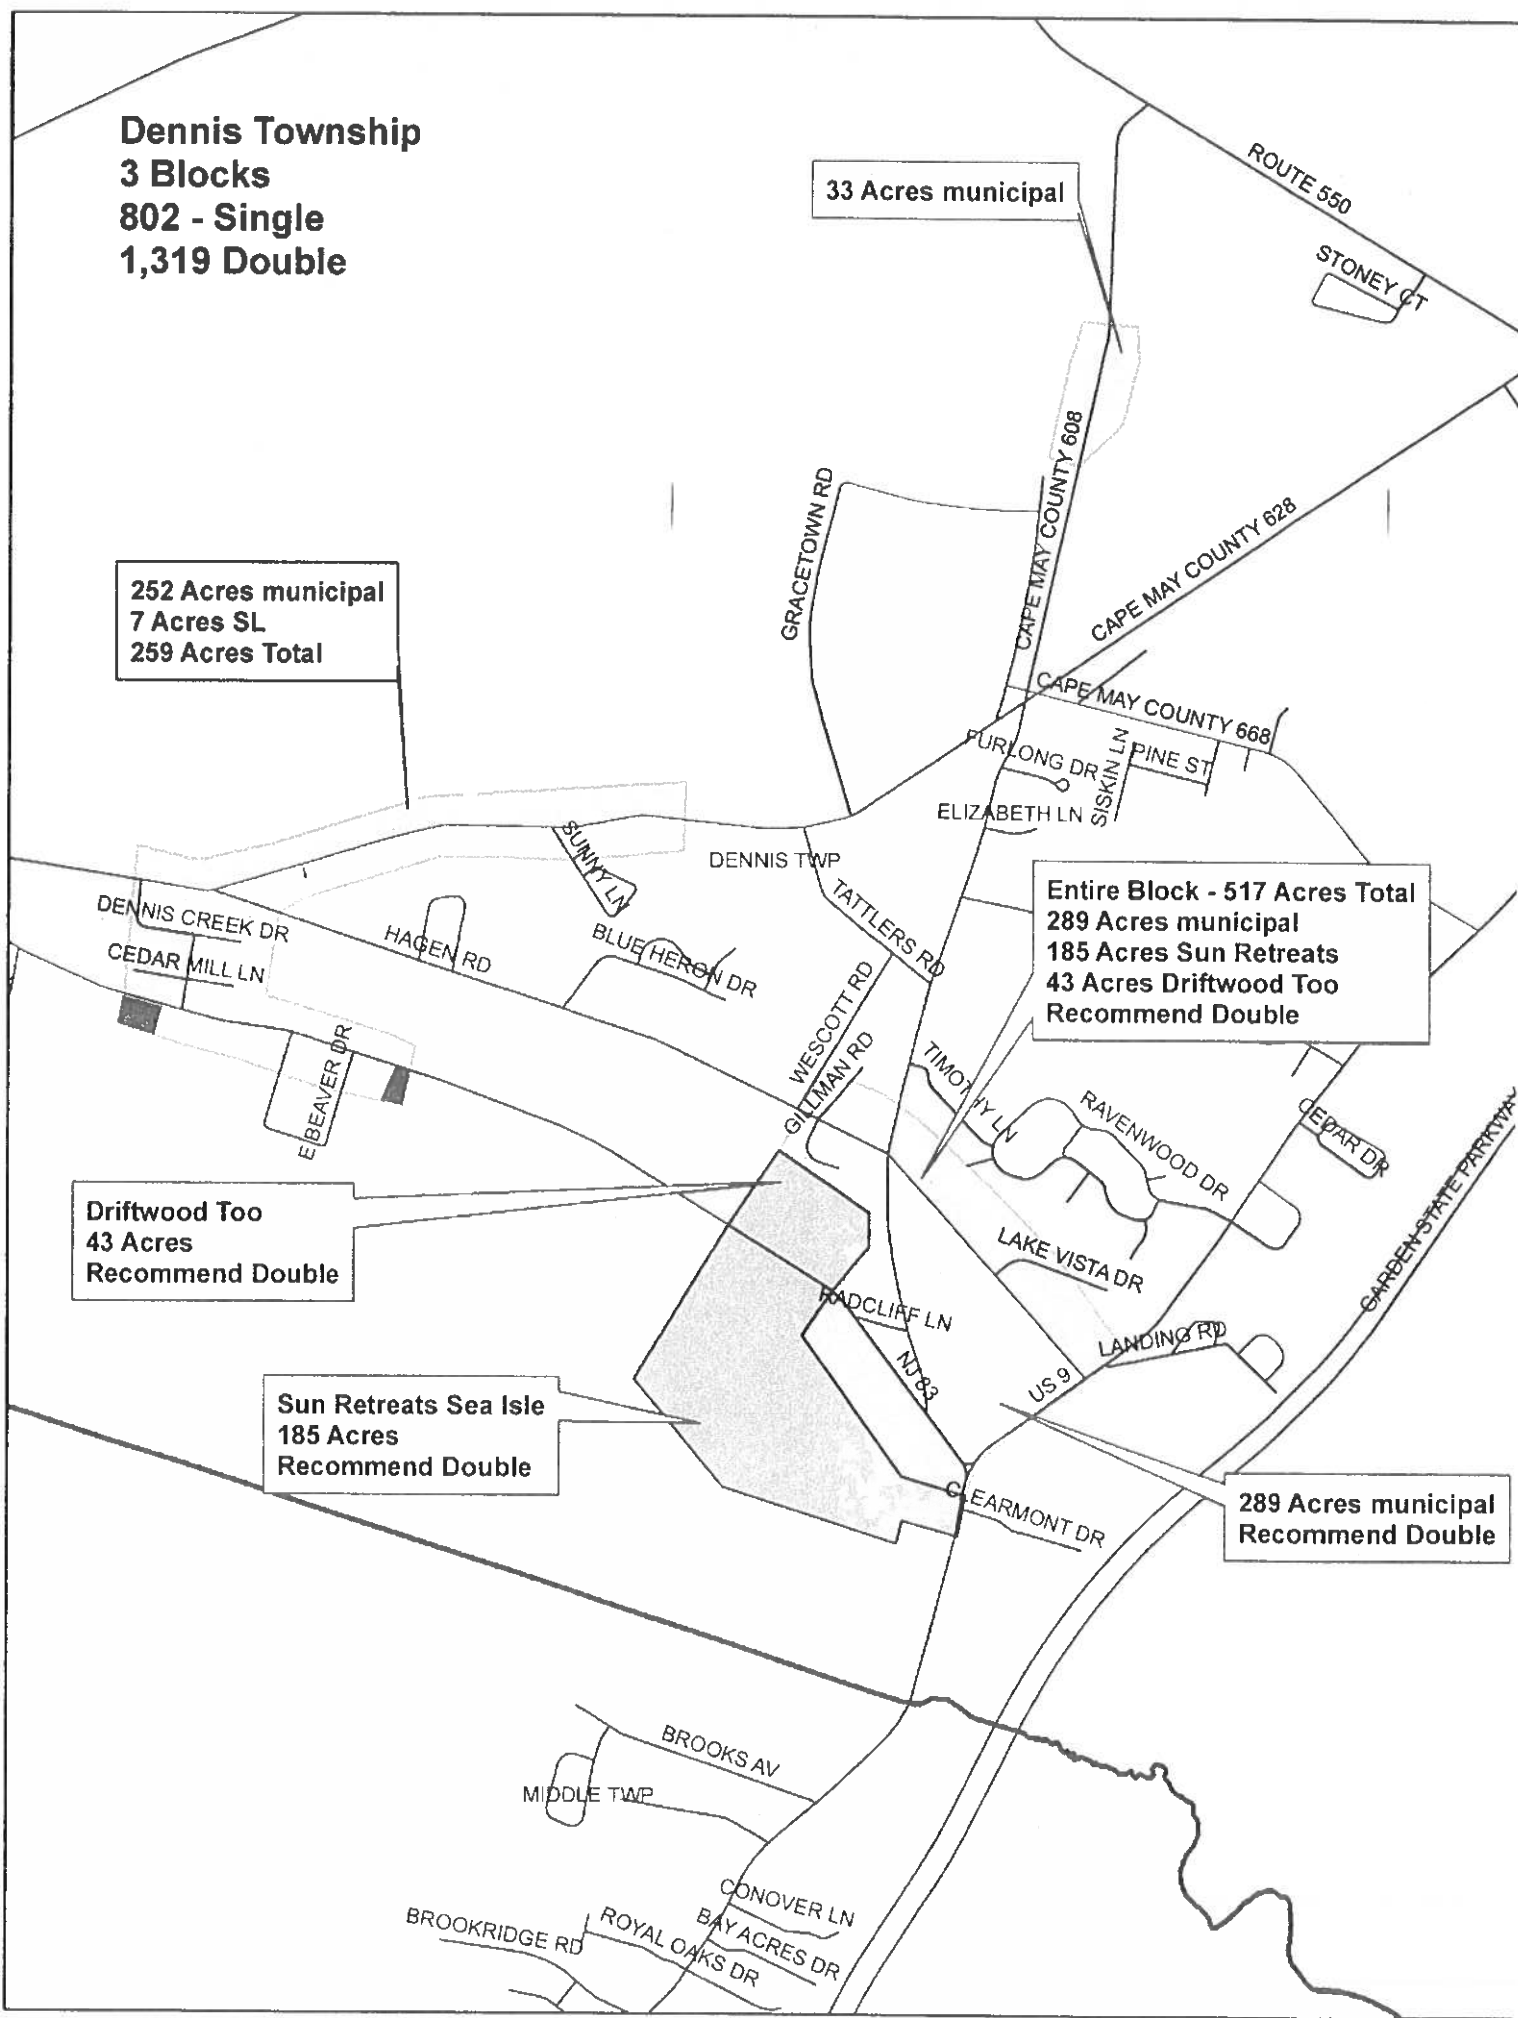 Dennis Township
3 Blocks
802 - Single
1,319 Double
33 Acres municipal
ROUTE 550
STONEY CT
CAPE MAY COUNTY 608
GRACETOWN RD
CAPE MAY COUNTY 628
252 Acres municipal
7 Acres SL
259 Acres Total
CAPE MAY COUNTY 668
FURLONG DR
SISKIN LN
PINE ST
ELIZABETH LN
SUNNY LN
DENNIS TWP
TATTLERS RD
Entire Block - 517 Acres Total
289 Acres municipal
185 Acres Sun Retreats
43 Acres Driftwood Too
Recommend Double
DENNIS CREEK DR
HAGEN RD
BLUE HERON DR
CEDAR MILL LN
WESCOTT RD
GILLMAN RD
E BEAVER DR
TIMOTHY LN
RAVENWOOD DR
CEDAR DR
GARDEN STATE PARKWAY
Driftwood Too
43 Acres
Recommend Double
LAKE VISTA DR
RADCLIFF LN
LANDING RD
NJ 83
US 9
Sun Retreats Sea Isle
185 Acres
Recommend Double
289 Acres municipal
Recommend Double
CLEARMONT DR
BROOKS AV
MIDDLE TWP
CONOVER LN
BROOKRIDGE RD
ROYAL OAKS DR
BAY ACRES DR